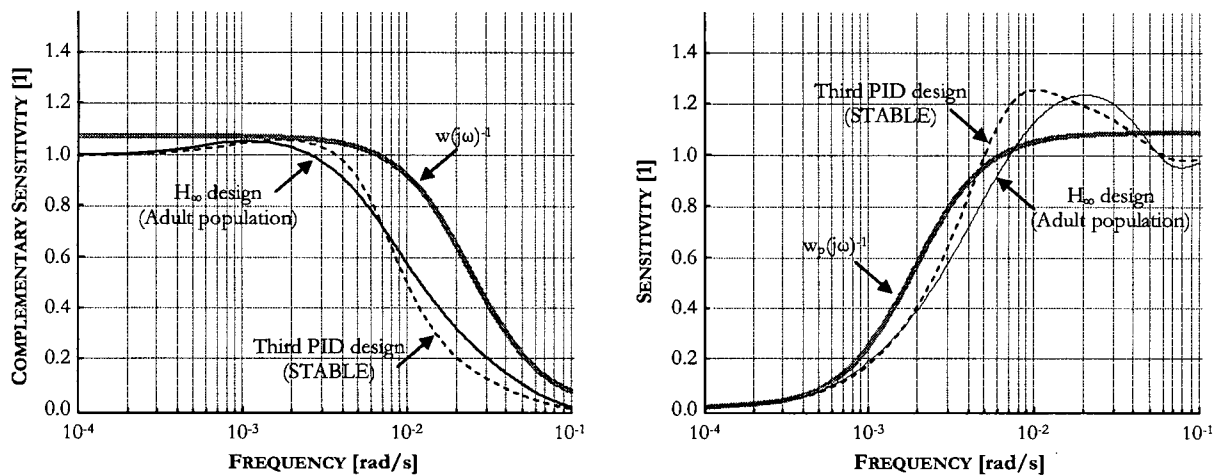 1.4
1.2
1.0
0.8
0.6
0.4
0.2
0.0
COMPLEMENTARY SENSITIVITY [1]
w(jω)⁻¹
H∞ design
(Adult population)
Third PID design
(STABLE)
10⁻⁴
10⁻³
10⁻²
10⁻¹
FREQUENCY [rad/s]
1.4
1.2
1.0
0.8
0.6
0.4
0.2
0.0
SENSITIVITY [1]
Third PID design
(STABLE)
H∞ design
(Adult population)
wₚ(jω)⁻¹
10⁻⁴
10⁻³
10⁻²
10⁻¹
FREQUENCY [rad/s]